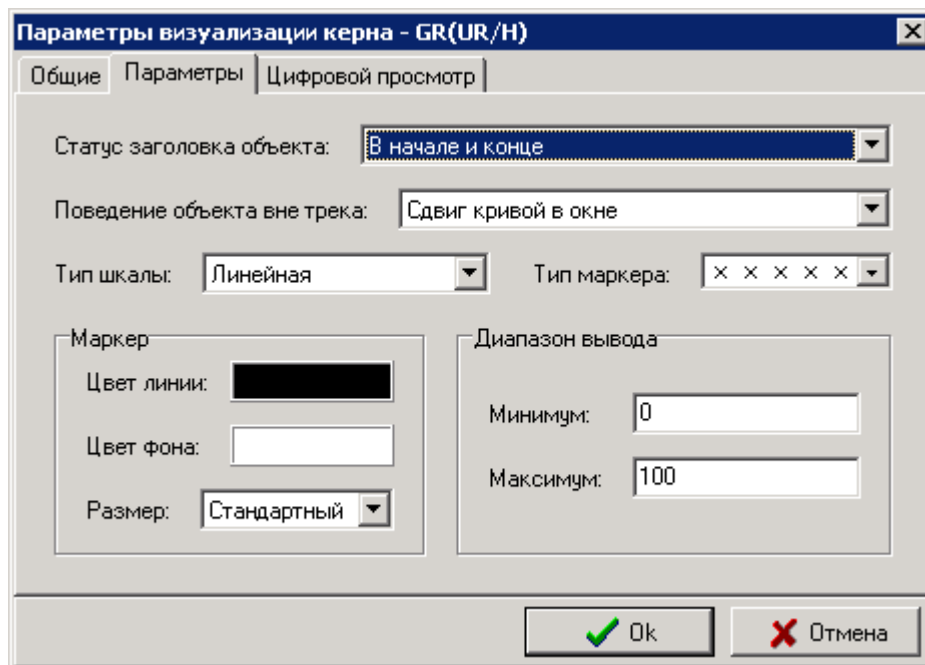 Параметры визуализации керна - GR(UR/H)
Общие Параметры Цифровой просмотр
Статус заголовка объекта: В начале и конце
Поведение объекта вне трека: Сдвиг кривой в окне
Тип шкалы: Линейная Тип маркера: × × × × ×
Маркер
Цвет линии:
Цвет фона:
Размер: Стандартный
Диапазон вывода
Минимум: 0
Максимум: 100
Ok Отмена